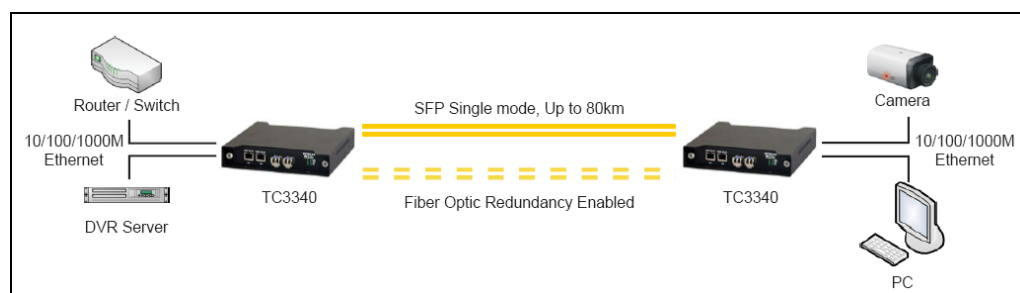 Router / Switch
10/100/1000M
Ethernet
DVR Server
TC3340
SFP Single mode, Up to 80km
Fiber Optic Redundancy Enabled
TC3340
Camera
10/100/1000M
Ethernet
PC